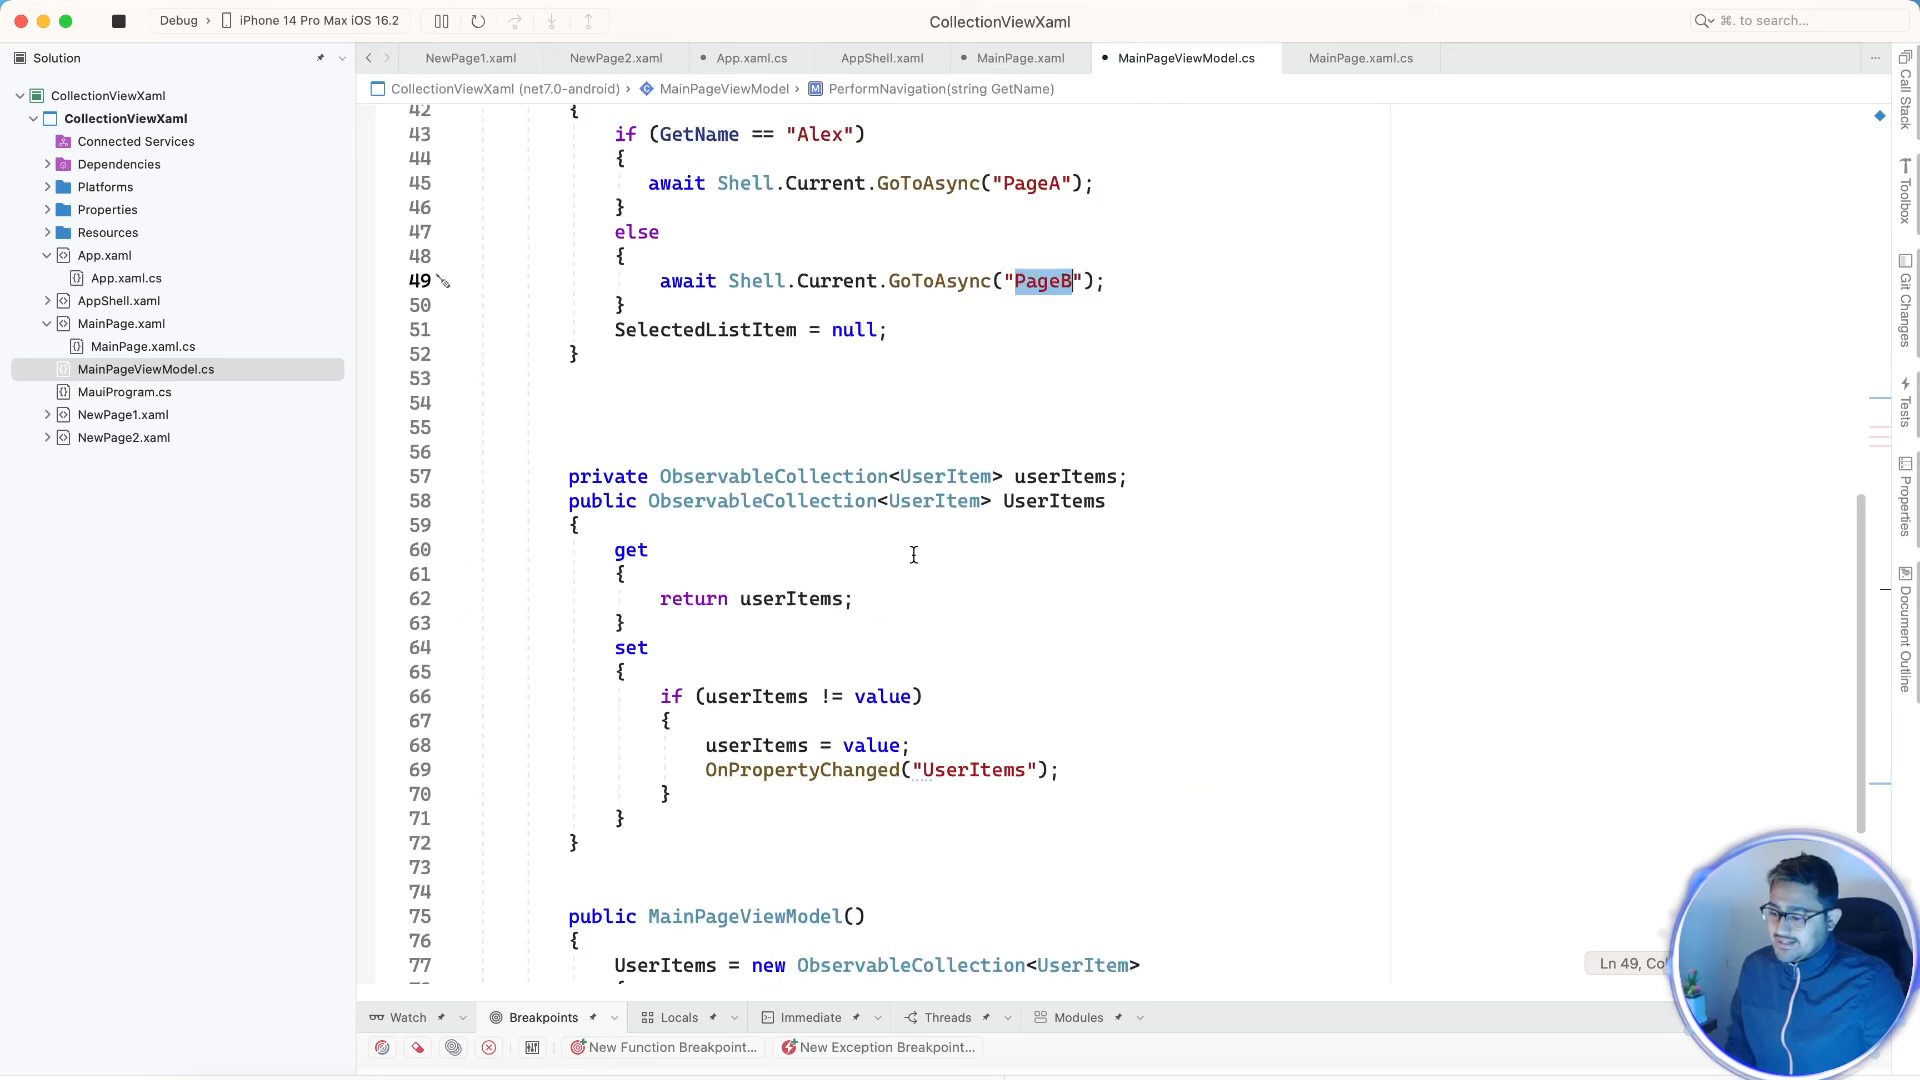 Debug › iPhone 14 Pro Max iOS 16.2
CollectionViewXaml
⌘. to search...
Solution
CollectionViewXaml
CollectionViewXaml
Connected Services
Dependencies
Platforms
Properties
Resources
App.xaml
App.xaml.cs
AppShell.xaml
MainPage.xaml
MainPage.xaml.cs
MainPageViewModel.cs
MauiProgram.cs
NewPage1.xaml
NewPage2.xaml
NewPage1.xaml NewPage2.xaml App.xaml.cs AppShell.xaml MainPage.xaml MainPageViewModel.cs MainPage.xaml.cs
CollectionViewXaml (net7.0-android) › MainPageViewModel › PerformNavigation(string GetName)
42 {
43 if (GetName == "Alex")
44 {
45 await Shell.Current.GoToAsync("PageA");
46 }
47 else
48 {
49 await Shell.Current.GoToAsync("PageB");
50 }
51 SelectedListItem = null;
52 }
53
54
55
56
57 private ObservableCollection<UserItem> userItems;
58 public ObservableCollection<UserItem> UserItems
59 {
60 get
61 {
62 return userItems;
63 }
64 set
65 {
66 if (userItems != value)
67 {
68 userItems = value;
69 OnPropertyChanged("UserItems");
70 }
71 }
72 }
73
74
75 public MainPageViewModel()
76 {
77 UserItems = new ObservableCollection<UserItem>
Ln 49,
Call Stack
Toolbox
Git Changes
Tests
Properties
Document Outline
Watch Breakpoints Locals Immediate Threads Modules
New Function Breakpoint... New Exception Breakpoint...